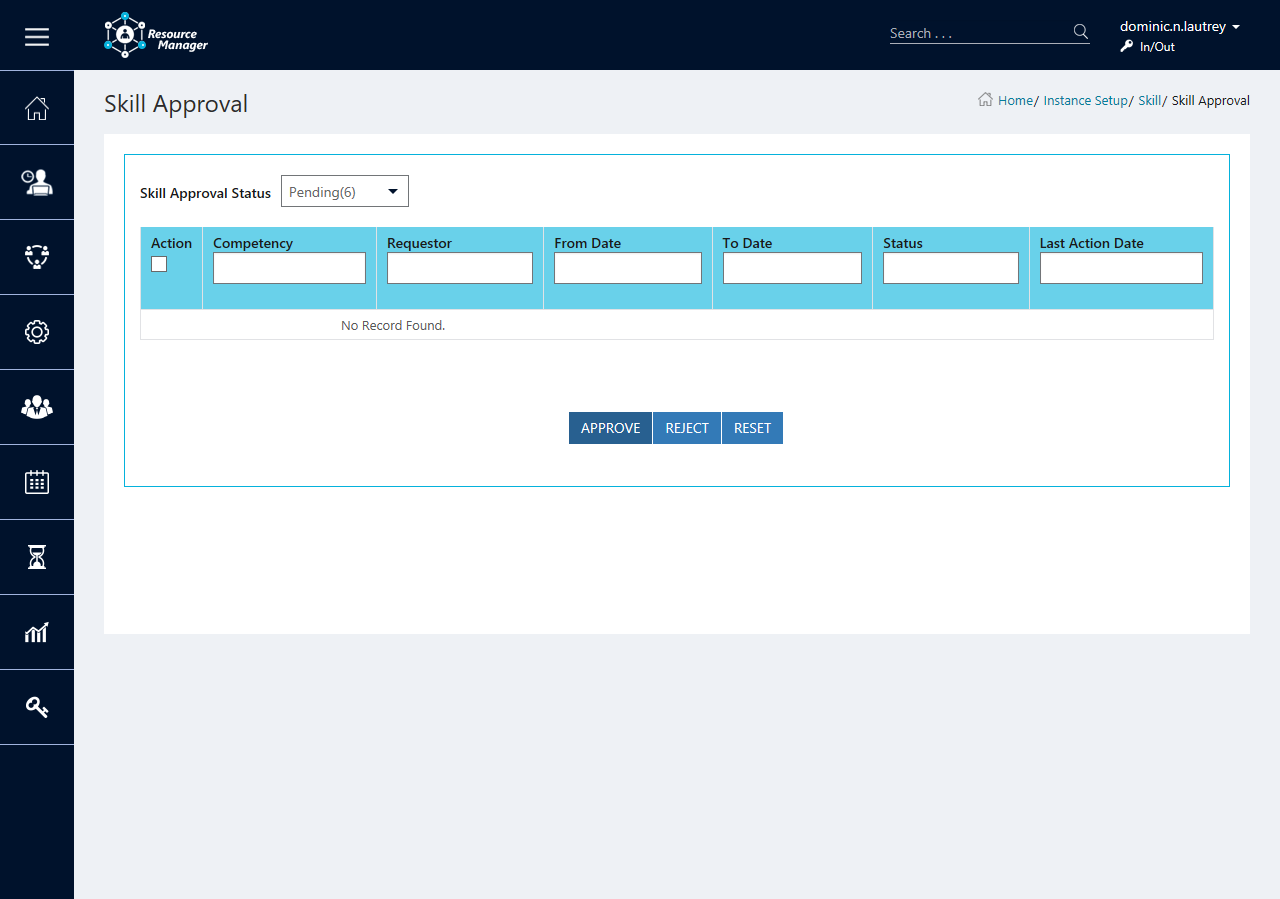 Resource
Manager
Search . . .
dominic.n.lautrey
In/Out
Skill Approval
Home/ Instance Setup/ Skill/ Skill Approval
Skill Approval Status Pending(6)
Action Competency Requestor From Date To Date Status Last Action Date
No Record Found.
APPROVE REJECT RESET